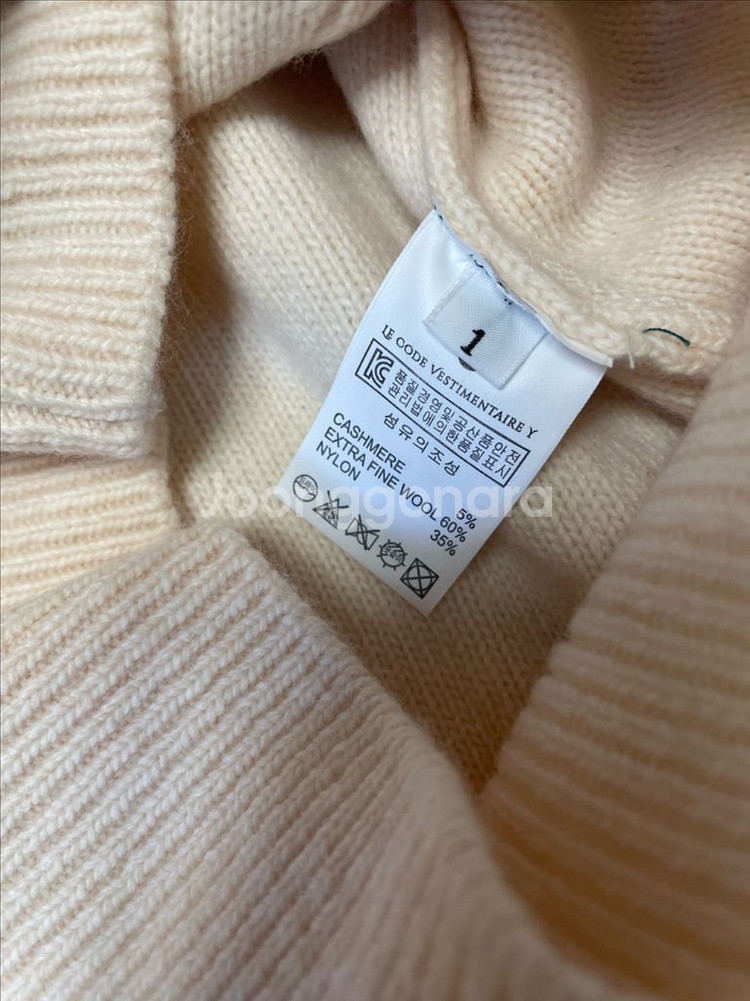 1
LE CODE VESTIMENTAIRE Y
품질경영및공산품안전
관리법에의한품질표시
섬유의조성
CASHMERE 5%
EXTRA FINE WOOL 60%
NYLON 35%
joonggonara